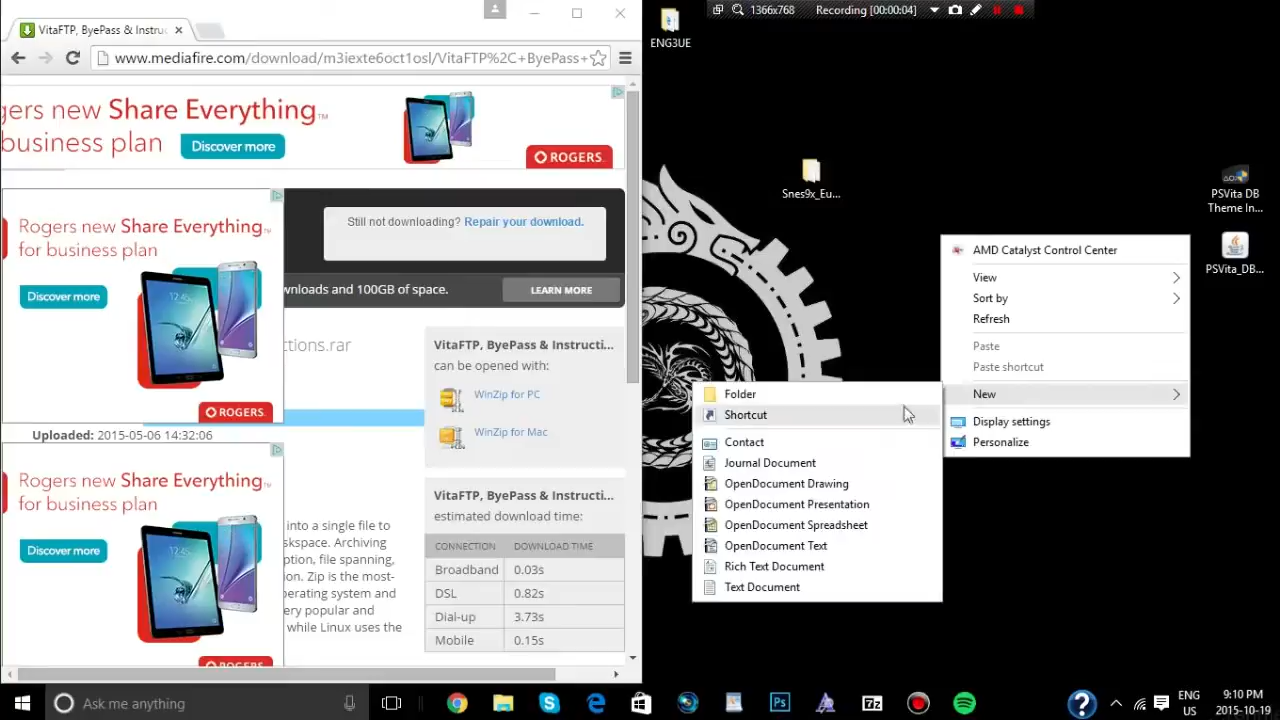 VitaFTP, ByePass & Instruc
www.mediafire.com/download/m3iexte6oct1osl/VitaFTP%2C+ByePass+
gers new Share Everything™
business plan
Discover more
ROGERS
Rogers new Share Everything™
for business plan
Discover more
ROGERS
Still not downloading? Repair your download.
wnloads and 100GB of space.
LEARN MORE
ctions.rar
VitaFTP, ByePass & Instructi...
can be opened with:
WinZip for PC
WinZip for Mac
Uploaded: 2015-05-06 14:32:06
Rogers new Share Everything™
for business plan
Discover more
ROGERS
into a single file to
skspace. Archiving
ption, file spanning,
on. Zip is the most-
perating system and
ery popular and
while Linux uses the
VitaFTP, ByePass & Instructi...
estimated download time:
CONNECTION DOWNLOAD TIME
Broadband 0.03s
DSL 0.82s
Dial-up 3.73s
Mobile 0.15s
1366x768 Recording [00:00:04]
ENG3UE
Snes9x_Eu...
PSVita DB
Theme In...
PSVita_DB...
AMD Catalyst Control Center
View
Sort by
Refresh
Paste
Paste shortcut
New
Display settings
Personalize
Folder
Shortcut
Contact
Journal Document
OpenDocument Drawing
OpenDocument Presentation
OpenDocument Spreadsheet
OpenDocument Text
Rich Text Document
Text Document
Ask me anything
Ps
7z
ENG
US
9:10 PM
2015-10-19